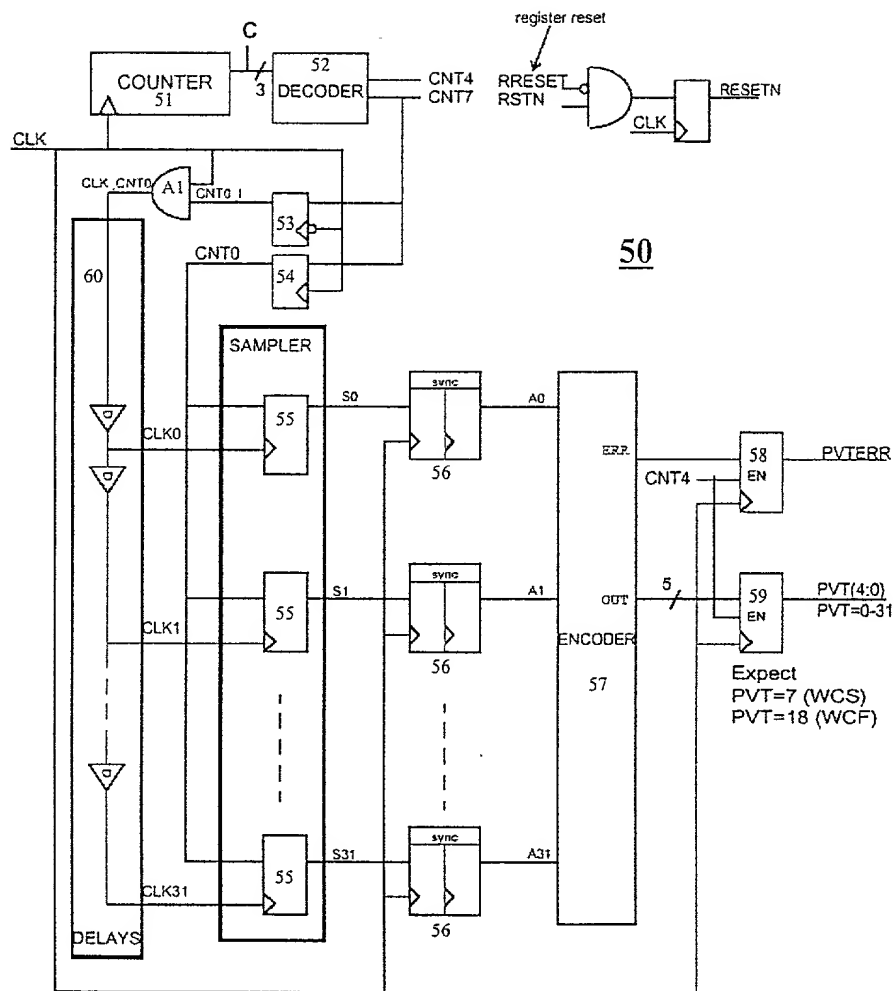 register reset
C
COUNTER
51
3
52
DECODER
CNT4
CNT7
RRESET
RSTN
CLK
RESETN
CLK
CLK_CNT0
A1
CNT0_I
53
CNT0
54
50
60
SAMPLER
D
CLK0
55
S0
sync
56
A0
ERR
CNT4
58
EN
PVTERR
D
CLK1
55
S1
sync
56
A1
OUT
5
59
EN
PVT(4:0)
PVT=0-31
ENCODER
57
Expect
PVT=7 (WCS)
PVT=18 (WCF)
D
CLK31
55
S31
sync
56
A31
DELAYS